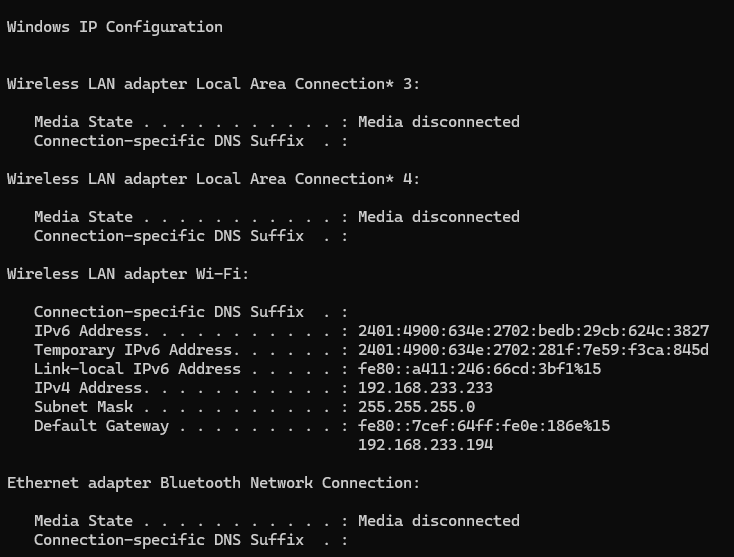 Windows IP Configuration
Wireless LAN adapter Local Area Connection* 3:
Media State . . . . . . . . . . . : Media disconnected
Connection-specific DNS Suffix  . :
Wireless LAN adapter Local Area Connection* 4:
Media State . . . . . . . . . . . : Media disconnected
Connection-specific DNS Suffix  . :
Wireless LAN adapter Wi-Fi:
Connection-specific DNS Suffix  . :
IPv6 Address. . . . . . . . . . . : 2401:4900:634e:2702:bedb:29cb:624c:3827
Temporary IPv6 Address. . . . . . : 2401:4900:634e:2702:281f:7e59:f3ca:845d
Link-local IPv6 Address . . . . . : fe80::a411:246:66cd:3bf1%15
IPv4 Address. . . . . . . . . . . : 192.168.233.233
Subnet Mask . . . . . . . . . . . : 255.255.255.0
Default Gateway . . . . . . . . . : fe80::7cef:64ff:fe0e:186e%15
192.168.233.194
Ethernet adapter Bluetooth Network Connection:
Media State . . . . . . . . . . . : Media disconnected
Connection-specific DNS Suffix  . :